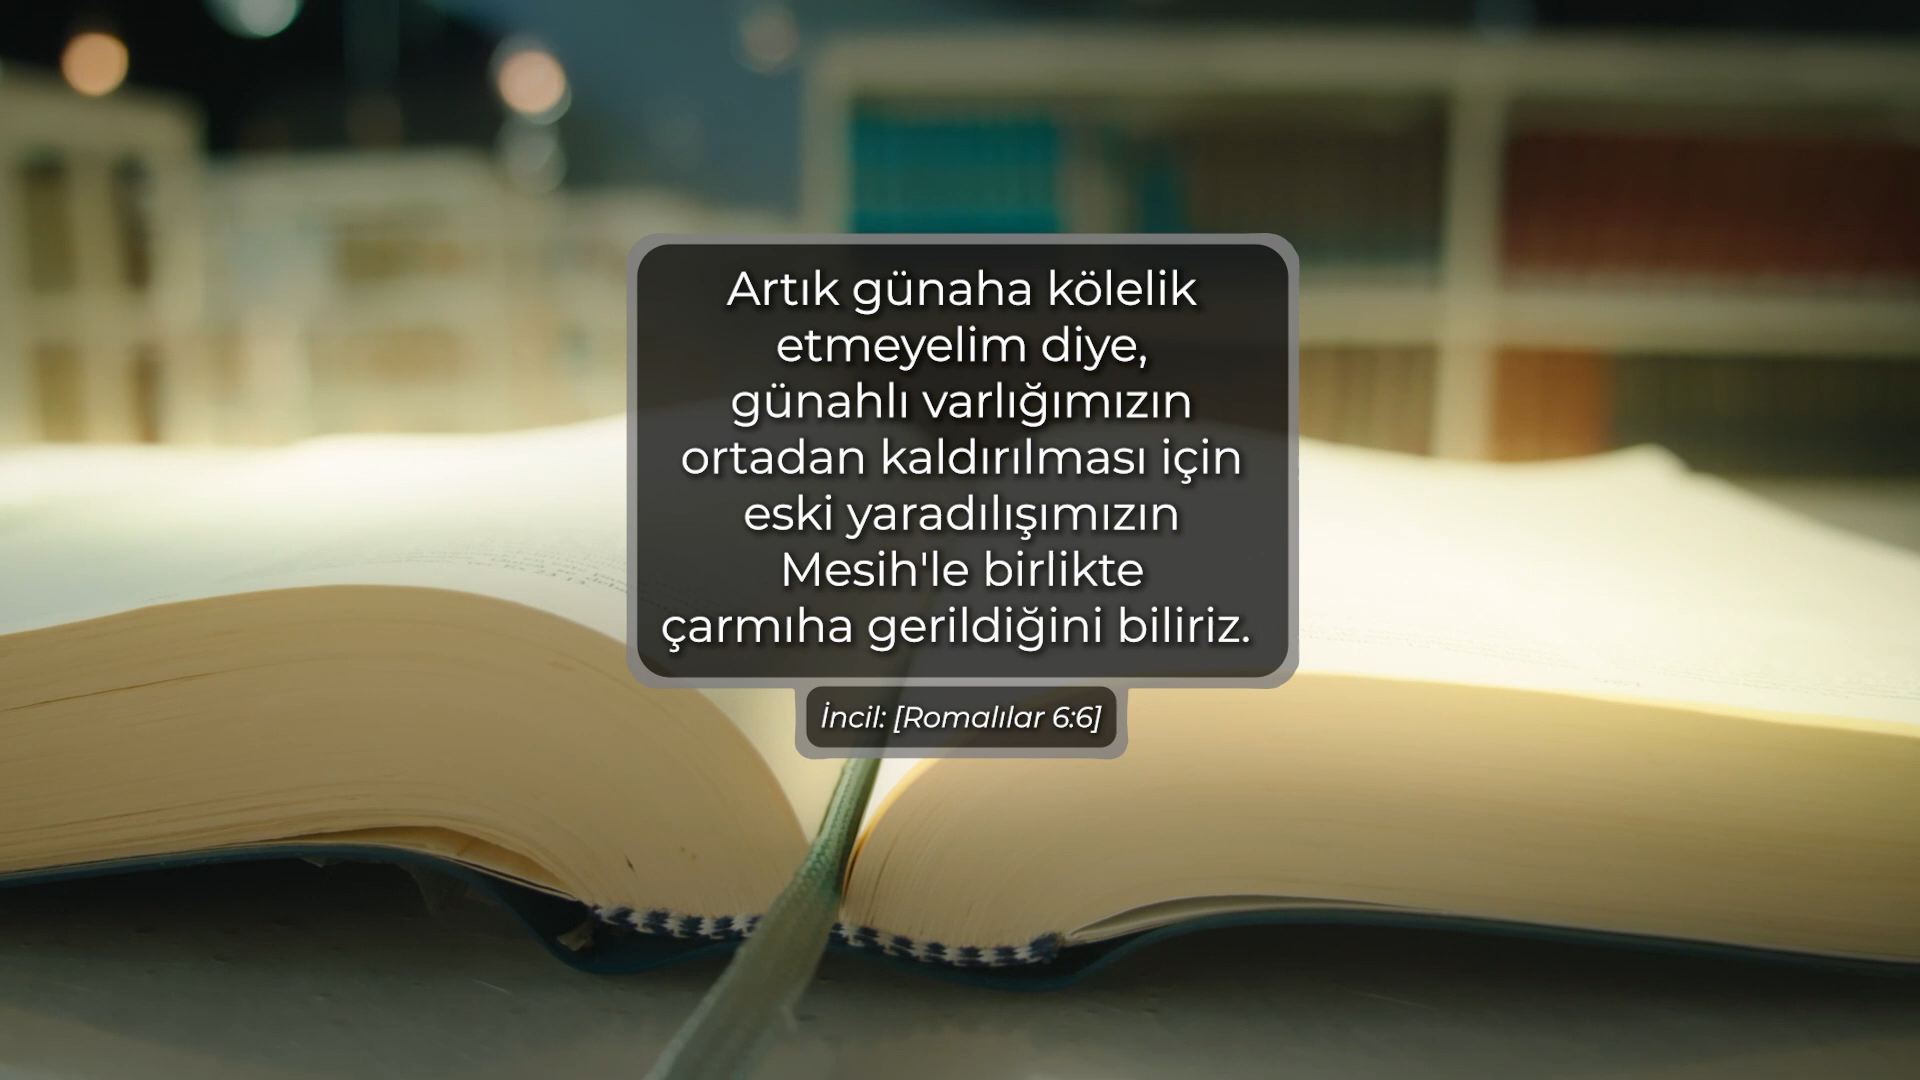 Artık günaha kölelik
etmeyelim diye,
günahlı varlığımızın
ortadan kaldırılması için
eski yaradılışımızın
Mesih'le birlikte
çarmıha gerildiğini biliriz.
İncil: [Romalılar 6:6]